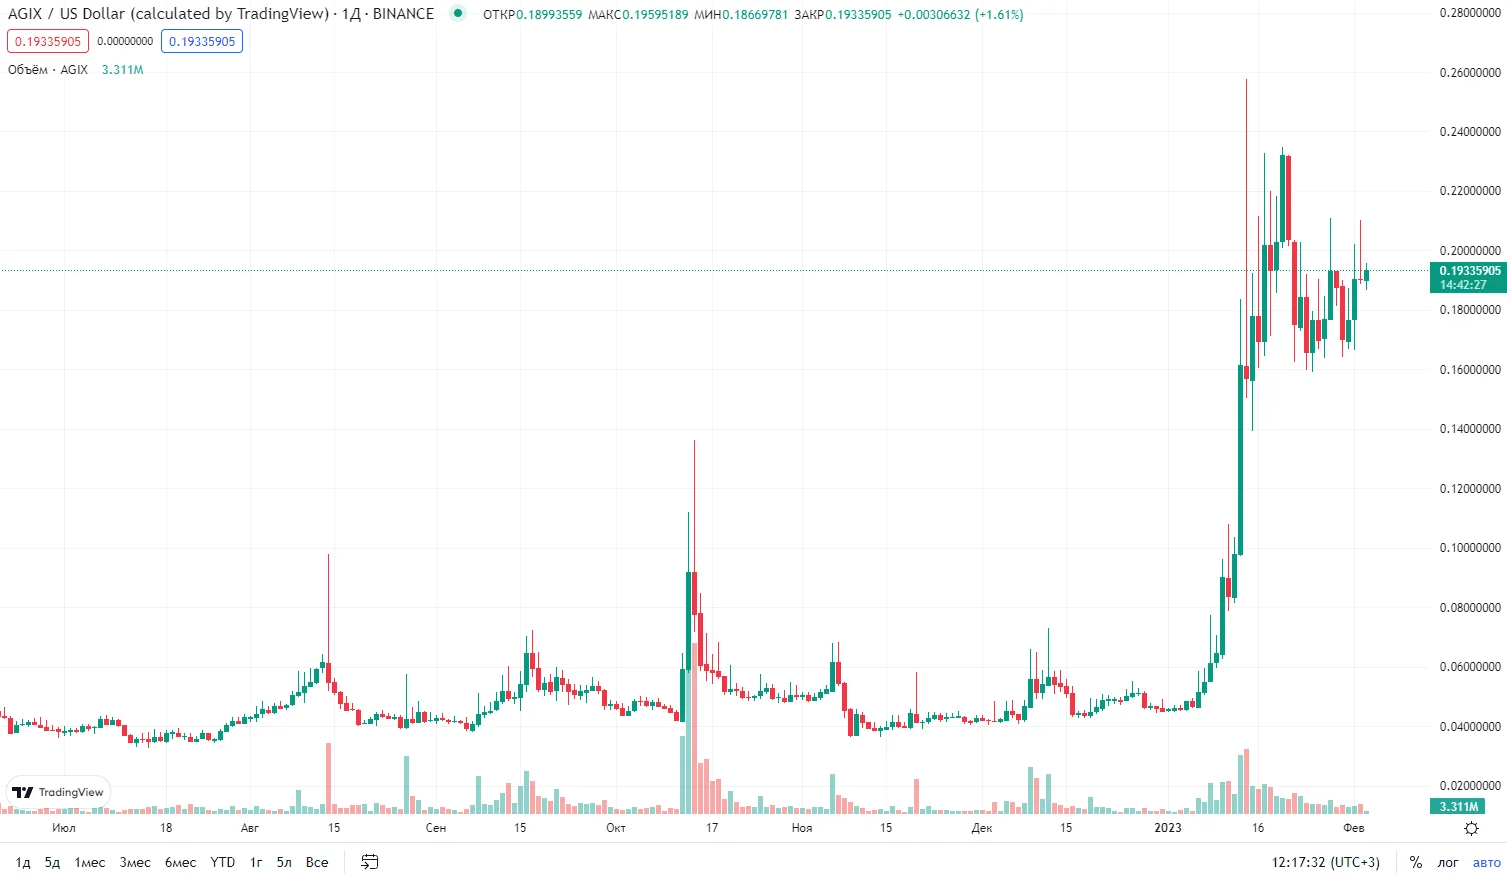 AGIX / US Dollar (calculated by TradingView) · 1Д · BINANCE ОТКР0.18993559 МАКС0.19595189 МИН0.18669781 ЗАКР0.19335905 +0.00306632 (+1.61%)
0.19335905 0.00000000 0.19335905
Объём · AGIX 3.311M
0.28000000
0.26000000
0.24000000
0.22000000
0.20000000
0.19335905
14:42:27
0.18000000
0.16000000
0.14000000
0.12000000
0.10000000
0.08000000
0.06000000
0.04000000
0.02000000
TradingView
3.311M
Июл 18 Авг 15 Сен 15 Окт 17 Ноя 15 Дек 15 2023 16 Фев
1д 5д 1мес 3мес 6мес YTD 1г 5л Все 12:17:32 (UTC+3) % лог авто